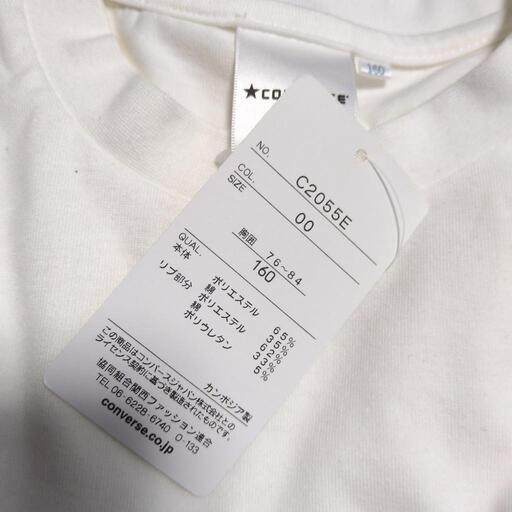 ★CONVERSE
160
NO. C2055E
COL. 00
SIZE
胸囲 76～84
160
QUAL.
本体 ポリエステル 65%
綿 35%
リブ部分 ポリエステル 62%
綿 33%
ポリウレタン 5%
カンボジア製
この商品はコンバースジャパン株式会社との
ライセンス契約に基づき製造されたものです。
協同組合関西ファッション連合
TEL 06-6228-6740 0-133
converse.co.jp